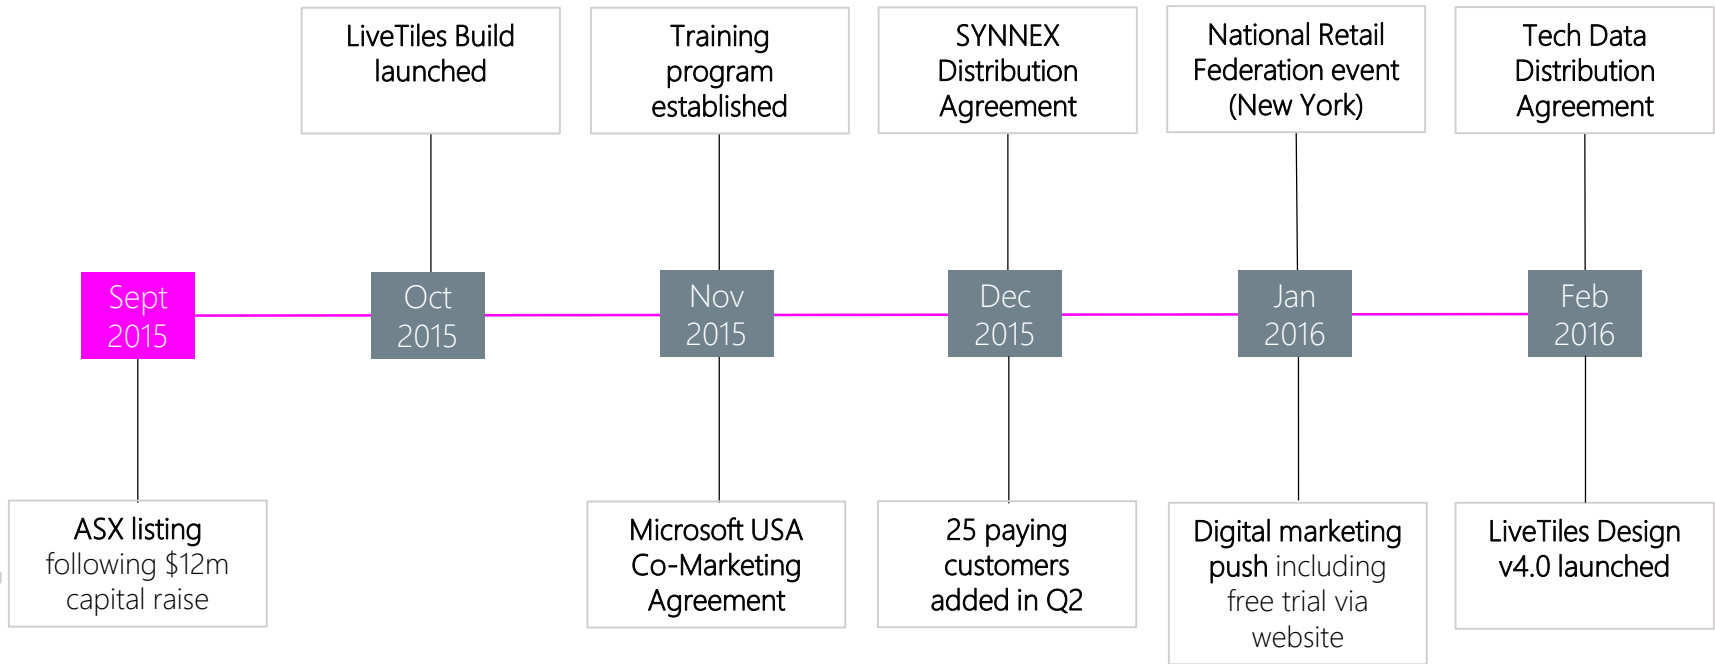 LiveTiles Build
launched
Training
program
established
SYNNEX
Distribution
Agreement
National Retail
Federation event
(New York)
Tech Data
Distribution
Agreement
Sept
2015
Oct
2015
Nov
2015
Dec
2015
Jan
2016
Feb
2016
ASX listing
following $12m
capital raise
Microsoft USA
Co-Marketing
Agreement
25 paying
customers
added in Q2
Digital marketing
push including
free trial via
website
LiveTiles Design
v4.0 launched